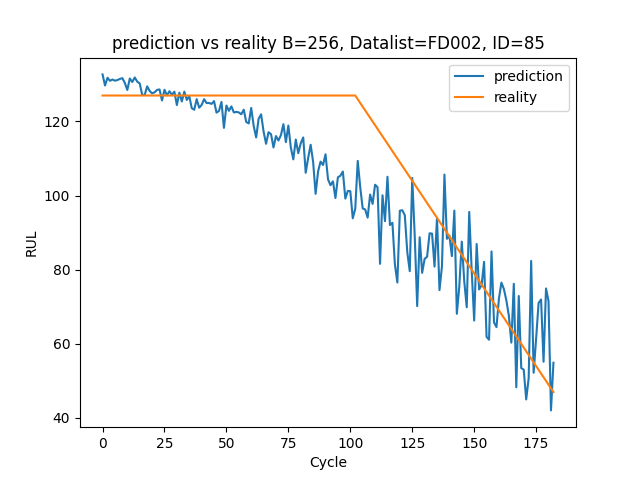 prediction vs reality B=256, Datalist=FD002, ID=85
prediction
reality
RUL
120
100
80
60
40
0 25 50 75 100 125 150 175
Cycle